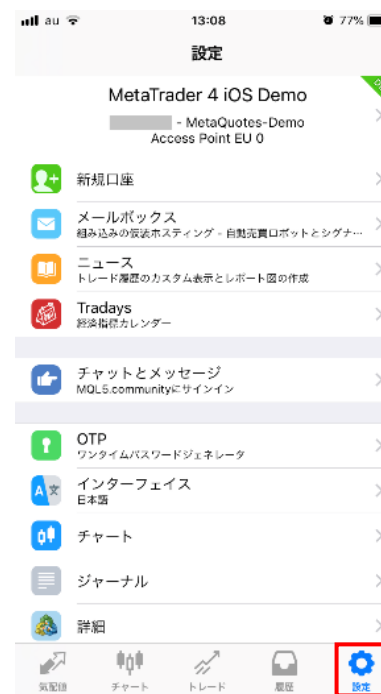 au 13:08 77%
設定
MetaTrader 4 iOS Demo
- MetaQuotes-Demo
Access Point EU 0
新規口座
メールボックス
組み込みの仮装ホスティング - 自動売買ロボットとシグナ…
ニュース
トレード履歴のカスタム表示とレポート図の作成
Tradays
経済指標カレンダー
チャットとメッセージ
MQL5.communityにサインイン
OTP
ワンタイムパスワードジェネレータ
インターフェイス
日本語
チャート
ジャーナル
詳細
気配値 チャート トレード 履歴 設定